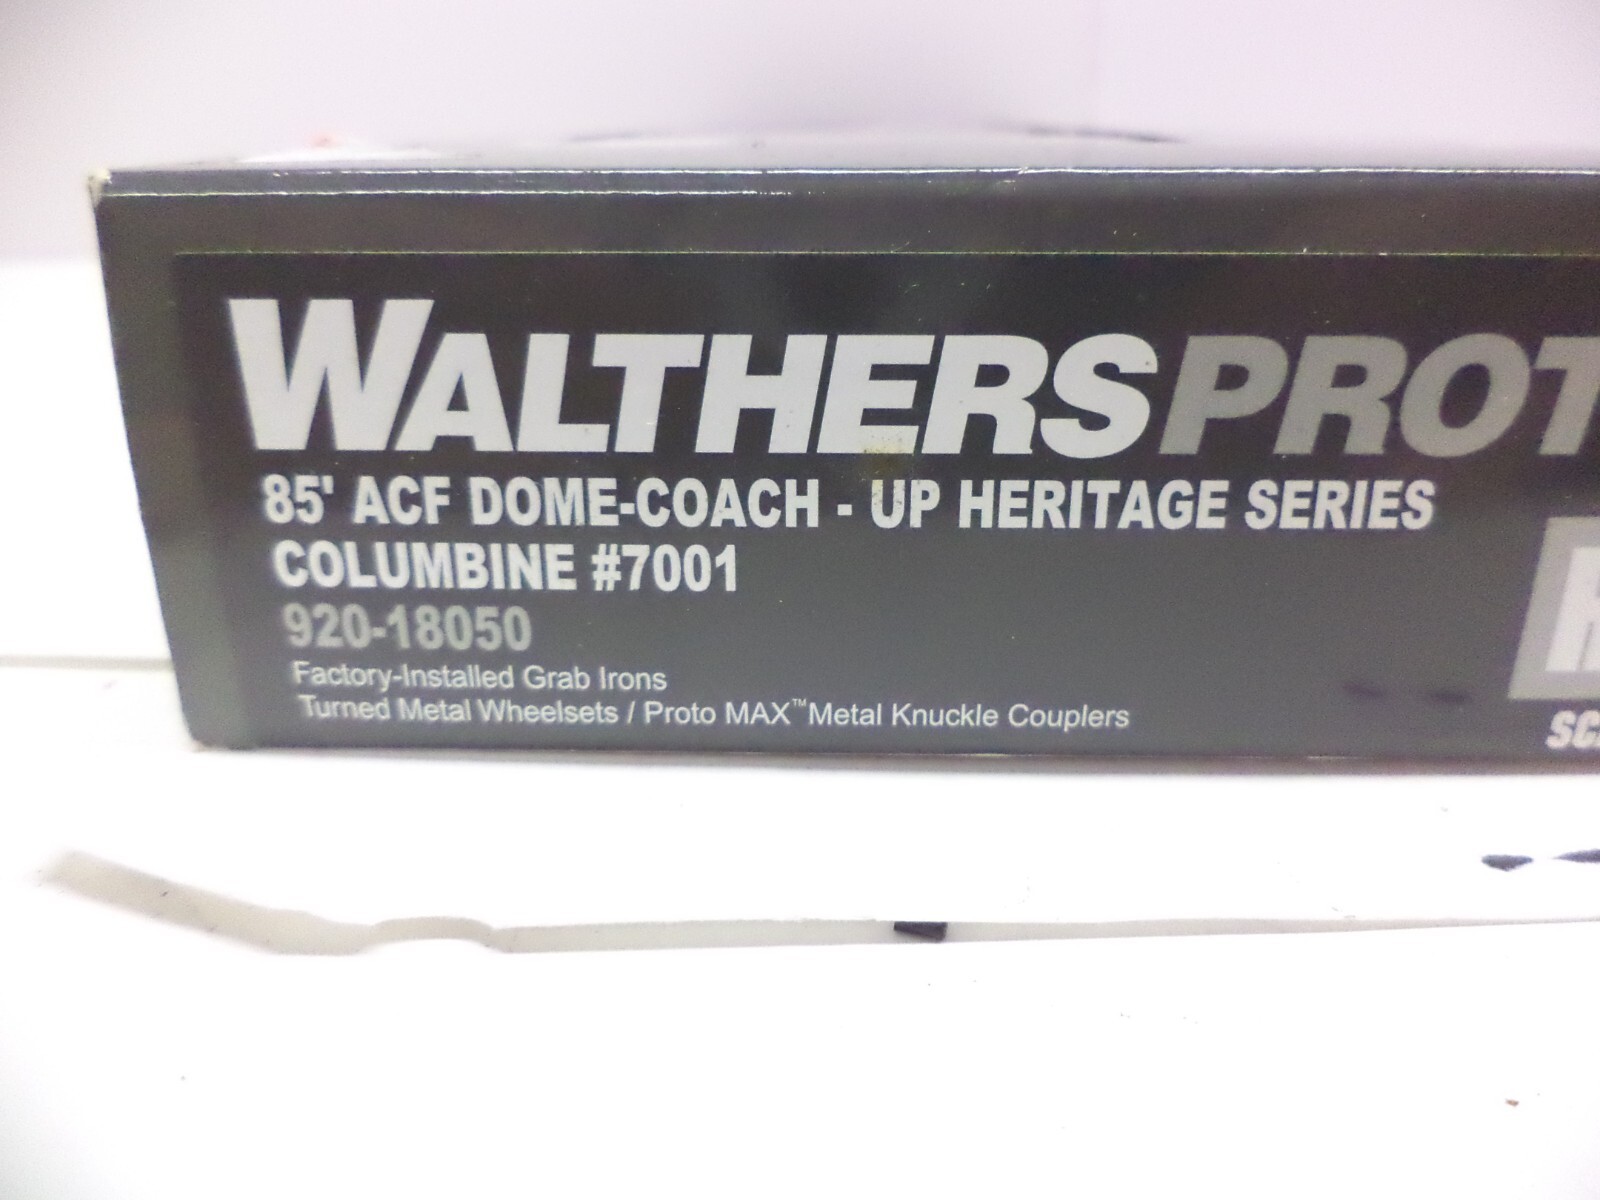 WALTHERSPROT
85' ACF DOME-COACH - UP HERITAGE SERIES
COLUMBINE #7001
920-18050
Factory-Installed Grab Irons
Turned Metal Wheelsets / Proto MAX™ Metal Knuckle Couplers